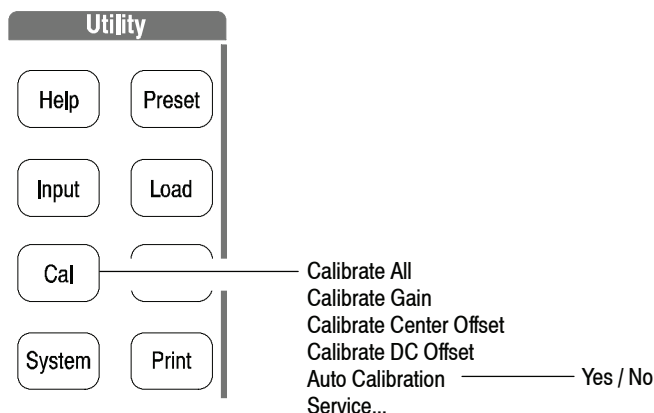 Utility
Help Preset
Input Load
Cal
Calibrate All
Calibrate Gain
Calibrate Center Offset
Calibrate DC Offset
Auto Calibration Yes / No
Service...
System Print